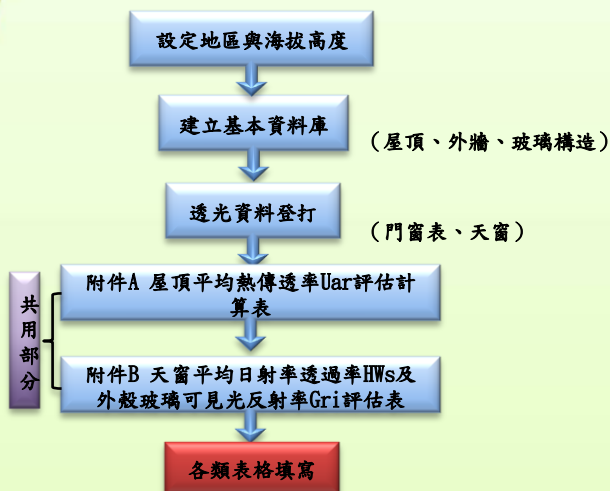 設定地區與海拔高度
建立基本資料庫
（屋頂、外牆、玻璃構造）
透光資料登打
（門窗表、天窗）
共用部分
附件A 屋頂平均熱傳透率Uar評估計
算表
附件B 天窗平均日射率透過率HWs及
外殼玻璃可見光反射率Gri評估表
各類表格填寫